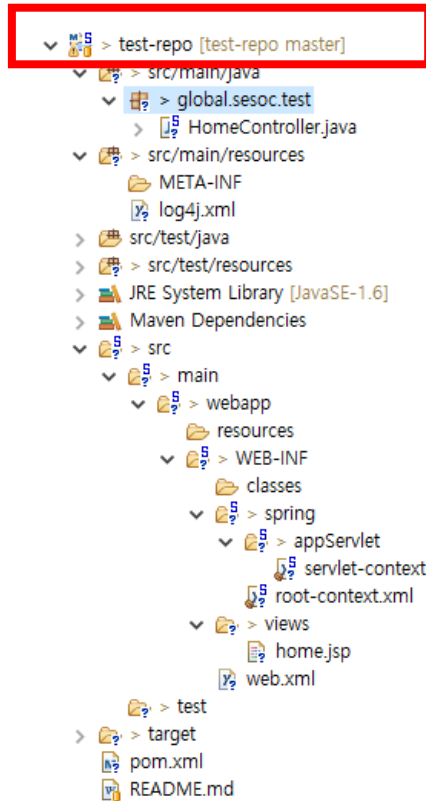 > test-repo [test-repo master]
> src/main/java
> global.sesoc.test
> HomeController.java
> src/main/resources
META-INF
log4j.xml
src/test/java
> src/test/resources
JRE System Library [JavaSE-1.6]
Maven Dependencies
> src
> main
> webapp
resources
> WEB-INF
classes
> spring
> appServlet
servlet-context
root-context.xml
> views
home.jsp
web.xml
> test
> target
pom.xml
README.md